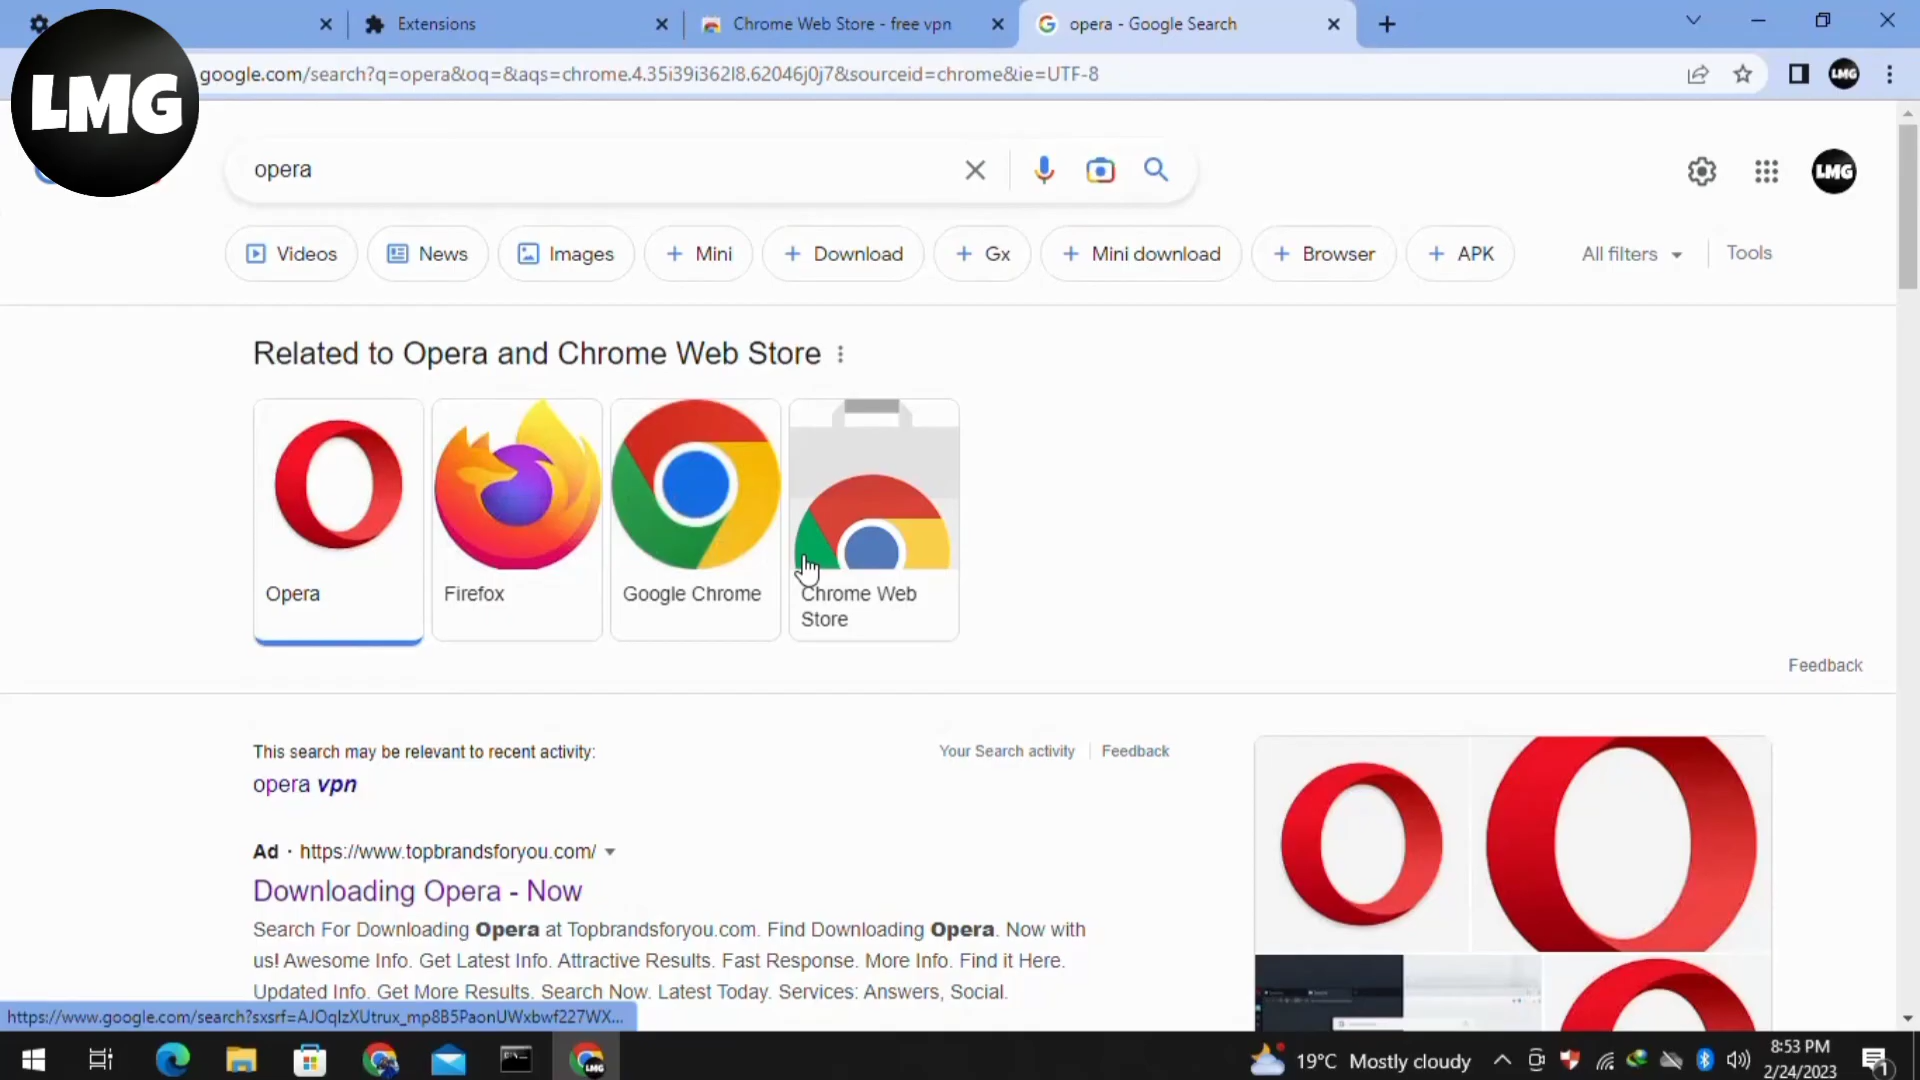 Extensions
Chrome Web Store - free vpn
opera - Google Search
LMG
google.com/search?q=opera&oq=&aqs=chrome.4.35i39i362l8.62046j0j7&sourceid=chrome&ie=UTF-8
LMG
opera
LMG
Videos
News
Images
+ Mini
+ Download
+ Gx
+ Mini download
+ Browser
+ APK
All filters
Tools
Related to Opera and Chrome Web Store
Opera
Firefox
Google Chrome
Chrome Web
Store
Feedback
This search may be relevant to recent activity:
Your Search activity
Feedback
opera vpn
Ad · https://www.topbrandsforyou.com/
Downloading Opera - Now
Search For Downloading Opera at Topbrandsforyou.com. Find Downloading Opera. Now with
us! Awesome Info. Get Latest Info. Attractive Results. Fast Response. More Info. Find it Here.
Updated Info. Get More Results. Search Now. Latest Today. Services: Answers, Social.
https://www.google.com/search?sxsrf=AJOqIzXUtrux_mp8B5PaonUWxbwf227WX...
LMG
19°C Mostly cloudy
8:53 PM
2/24/2023
1